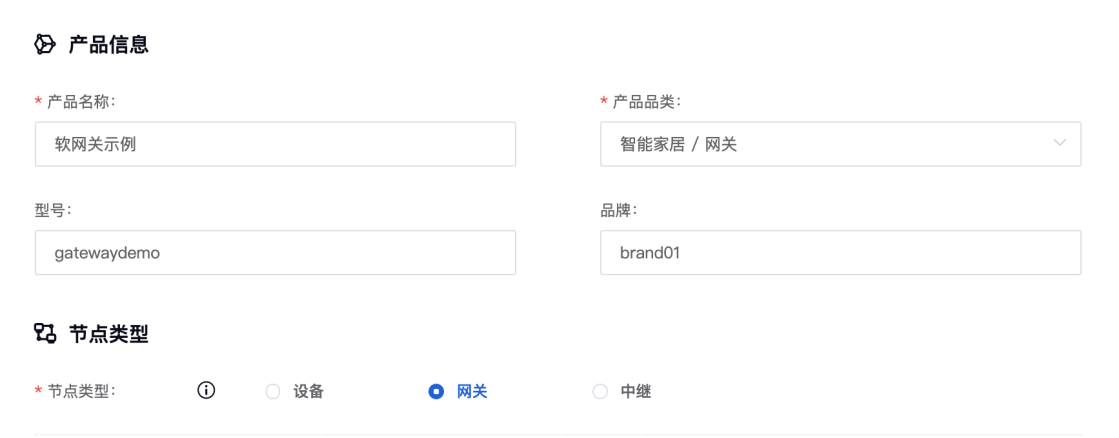 产品信息
* 产品名称: * 产品品类:
软网关示例 智能家居 / 网关
型号: 品牌:
gatewaydemo brand01
节点类型
* 节点类型: 设备 网关 中继